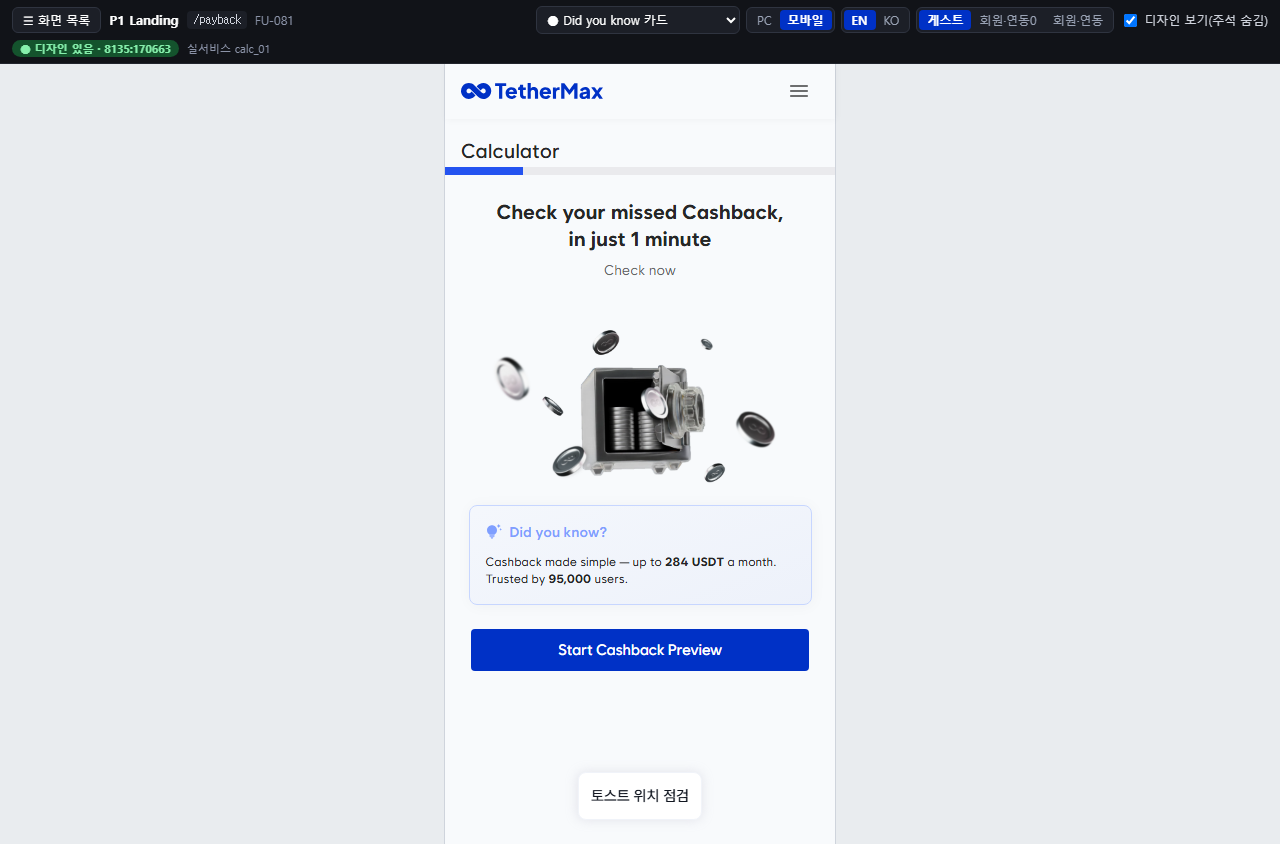 ☰ 화면 목록 P1 Landing /payback FU-081 Did you know 카드 PC 모바일 EN KO 게스트 회원·연동0 회원·연동 디자인 보기(주석 숨김)
디자인 있음 · 8135:170663 실서비스 calc_01
TetherMax
Calculator
Check your missed Cashback,
in just 1 minute
Check now
Did you know?
Cashback made simple — up to 284 USDT a month.
Trusted by 95,000 users.
Start Cashback Preview
토스트 위치 점검